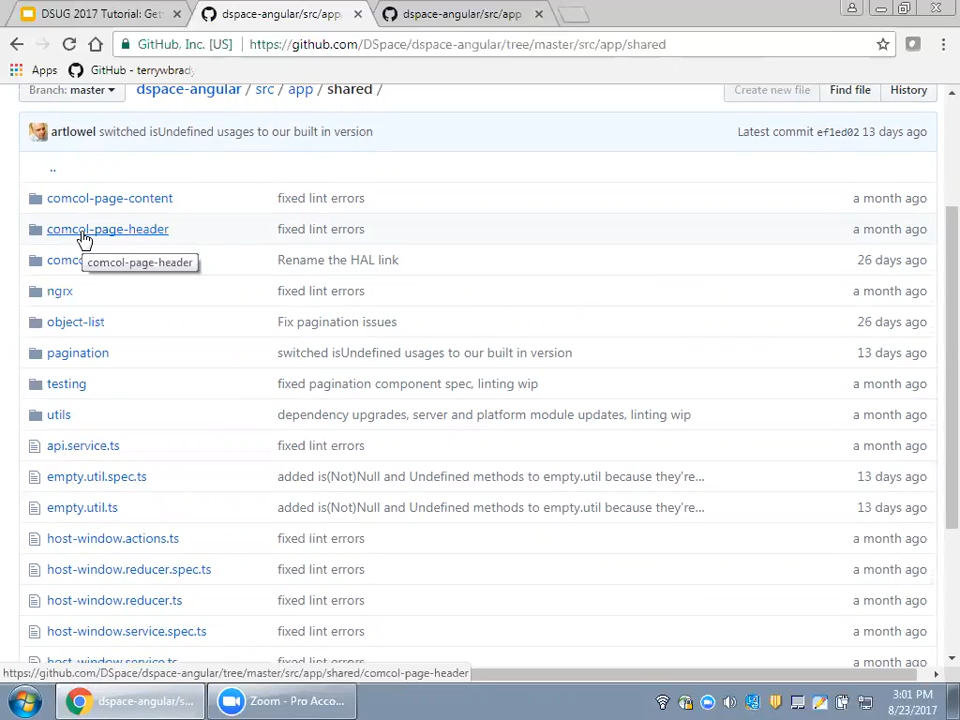 DSUG 2017 Tutorial: Get
dspace-angular/src/app
dspace-angular/src/app
GitHub, Inc. [US]
https://github.com/DSpace/dspace-angular/tree/master/src/app/shared
Apps
GitHub - terrywbrady
Branch: master
dspace-angular / src / app / shared /
Create new file
Find file
History
artlowel switched isUndefined usages to our built in version
Latest commit ef1ed02 13 days ago
..
comcol-page-content fixed lint errors a month ago
comcol-page-header fixed lint errors a month ago
comco Rename the HAL link 26 days ago
comcol-page-header
ngrx fixed lint errors a month ago
object-list Fix pagination issues 26 days ago
pagination switched isUndefined usages to our built in version 13 days ago
testing fixed pagination component spec, linting wip a month ago
utils dependency upgrades, server and platform module updates, linting wip a month ago
api.service.ts fixed lint errors a month ago
empty.util.spec.ts added is(Not)Null and Undefined methods to empty.util because they're... 13 days ago
empty.util.ts added is(Not)Null and Undefined methods to empty.util because they're... 13 days ago
host-window.actions.ts fixed lint errors a month ago
host-window.reducer.spec.ts fixed lint errors a month ago
host-window.reducer.ts fixed lint errors a month ago
host-window.service.spec.ts fixed lint errors a month ago
host-window.service.ts fixed lint errors a month ago
https://github.com/DSpace/dspace-angular/tree/master/src/app/shared/comcol-page-header
dspace-angular/s...
Zoom - Pro Acco...
3:01 PM
8/23/2017